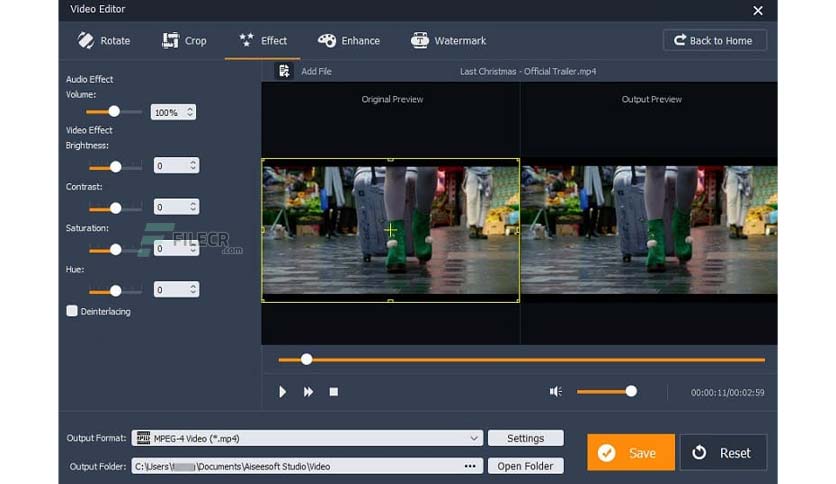 Video Editor
Rotate
Crop
Effect
Enhance
Watermark
Back to Home
Add File
Last Christmas - Official Trailer.mp4
Audio Effect
Volume:
100%
Video Effect
Brightness:
0
Contrast:
0
Saturation:
0
Hue:
0
Deinterlacing
FILECR
.com
Original Preview
Output Preview
00:00:11/00:02:59
Output Format:
MPEG-4 Video (*.mp4)
Settings
Output Folder:
C:\Users\
\Documents\Aiseesoft Studio\Video
•••
Open Folder
Save
Reset